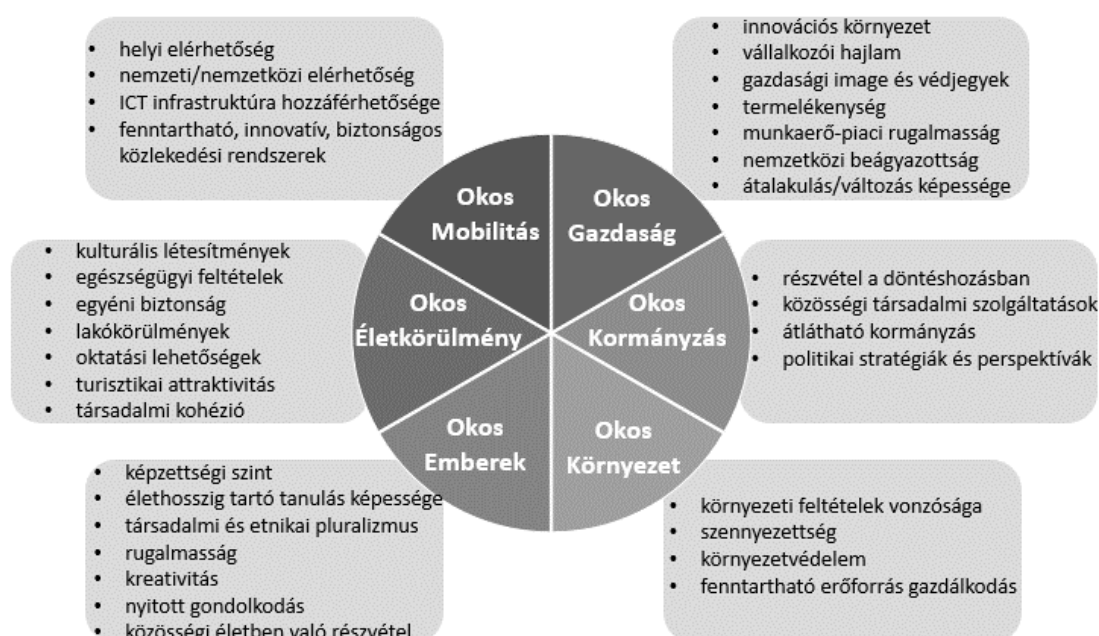 • helyi elérhetőség
• nemzeti/nemzetközi elérhetőség
• ICT infrastruktúra hozzáférhetősége
• fenntartható, innovatív, biztonságos
közlekedési rendszerek
• innovációs környezet
• vállalkozói hajlam
• gazdasági image és védjegyek
• termelékenység
• munkaerő-piaci rugalmasság
• nemzetközi beágyazottság
• átalakulás/változás képessége
Okos
Mobilitás
Okos
Gazdaság
• kulturális létesítmények
• egészségügyi feltételek
• egyéni biztonság
• lakókörülmények
• oktatási lehetőségek
• turisztikai attraktivitás
• társadalmi kohézió
Okos
Életkörülmény
Okos
Kormányzás
• részvétel a döntéshozásban
• közösségi társadalmi szolgáltatások
• átlátható kormányzás
• politikai stratégiák és perspektívák
Okos
Emberek
Okos
Környezet
• képzettségi szint
• élethosszig tartó tanulás képessége
• társadalmi és etnikai pluralizmus
• rugalmasság
• kreativitás
• nyitott gondolkodás
• közösségi életben való részvétel
• környezeti feltételek vonzósága
• szennyezettség
• környezetvédelem
• fenntartható erőforrás gazdálkodás